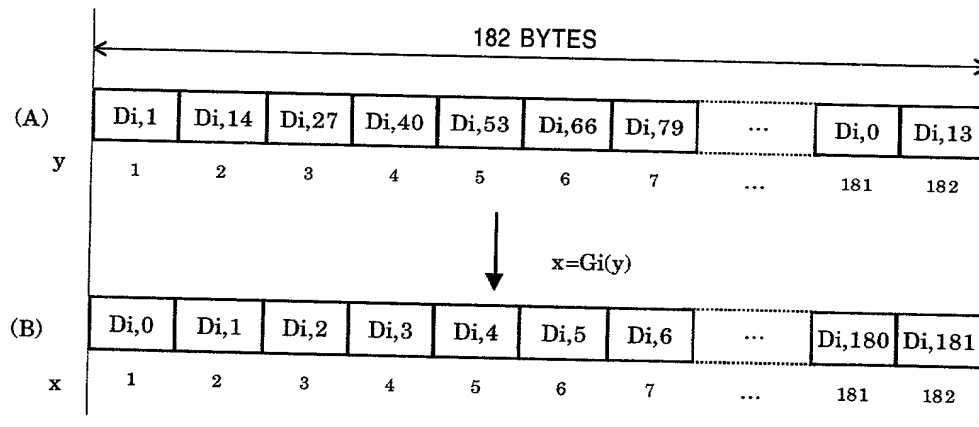 182 BYTES
(A) Di,1 Di,14 Di,27 Di,40 Di,53 Di,66 Di,79 ... Di,0 Di,13
y 1 2 3 4 5 6 7 ... 181 182
x=Gi(y)
(B) Di,0 Di,1 Di,2 Di,3 Di,4 Di,5 Di,6 ... Di,180 Di,181
x 1 2 3 4 5 6 7 ... 181 182